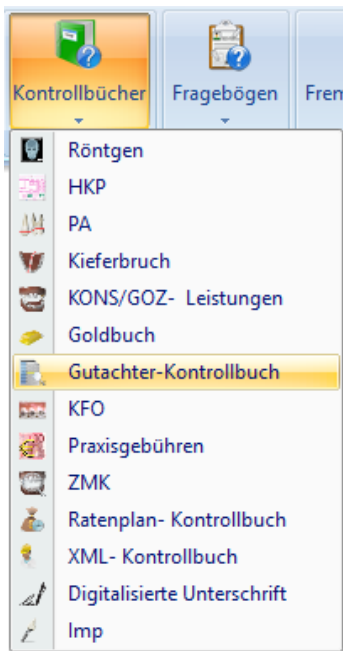 Kontrollbücher Fragebögen Frem
Röntgen
HKP
PA
Kieferbruch
KONS/GOZ- Leistungen
Goldbuch
Gutachter-Kontrollbuch
KFO
Praxisgebühren
ZMK
Ratenplan- Kontrollbuch
XML- Kontrollbuch
Digitalisierte Unterschrift
Imp